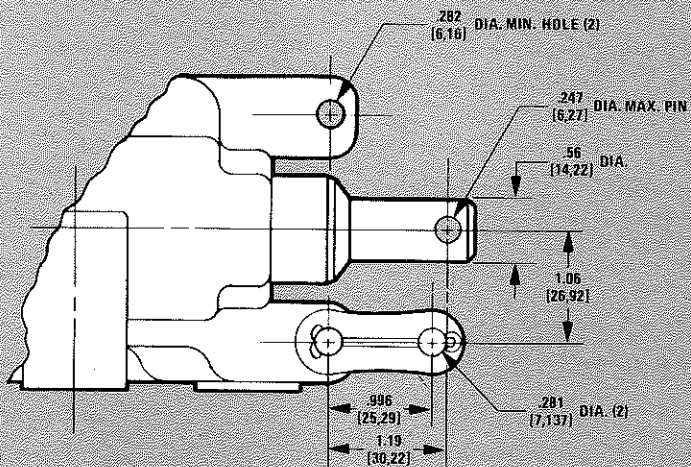 .282
[6,16] DIA. MIN. HOLE (2)
.247
[6,27] DIA. MAX. PIN
.56
[14,22] DIA.
1.06
[26,92]
.996
[25,29]
1.19
[30,22]
.281
[7,137] DIA. (2)